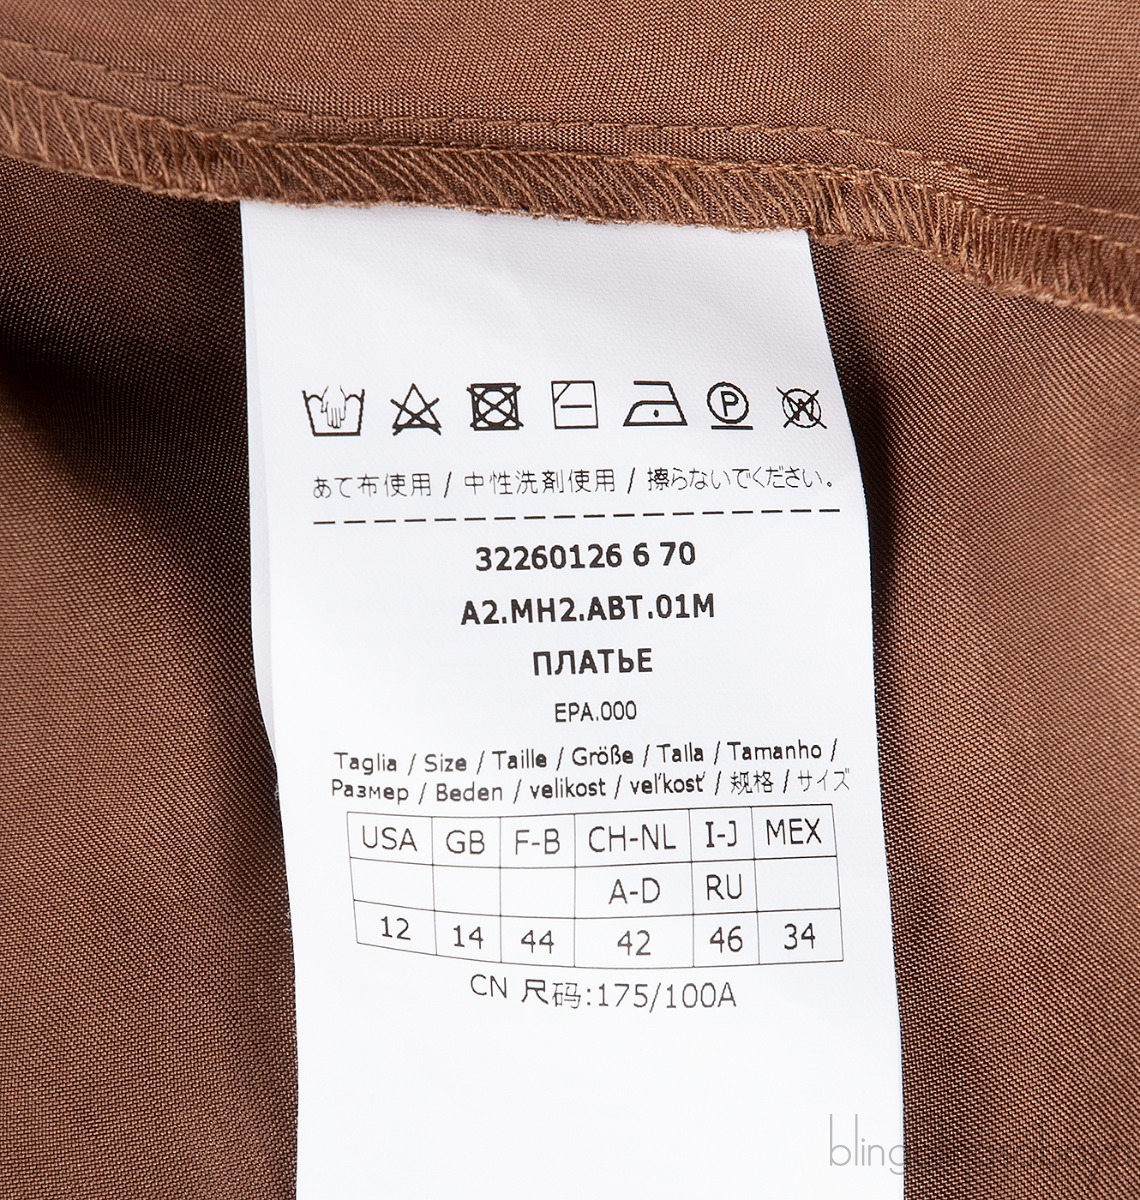 P
W
あて布使用 / 中性洗剤使用 / 擦らないでください。
32260126 6 70
A2.MH2.ABT.01M
ПЛАТЬЕ
EPA.000
Taglia / Size / Taille / Größe / Talla / Tamanho /
Размер / Beden / velikost / veľkosť / 规格 / サイズ
USA GB F-B CH-NL I-J MEX
A-D RU
12 14 44 42 46 34
CN 尺码:175/100A